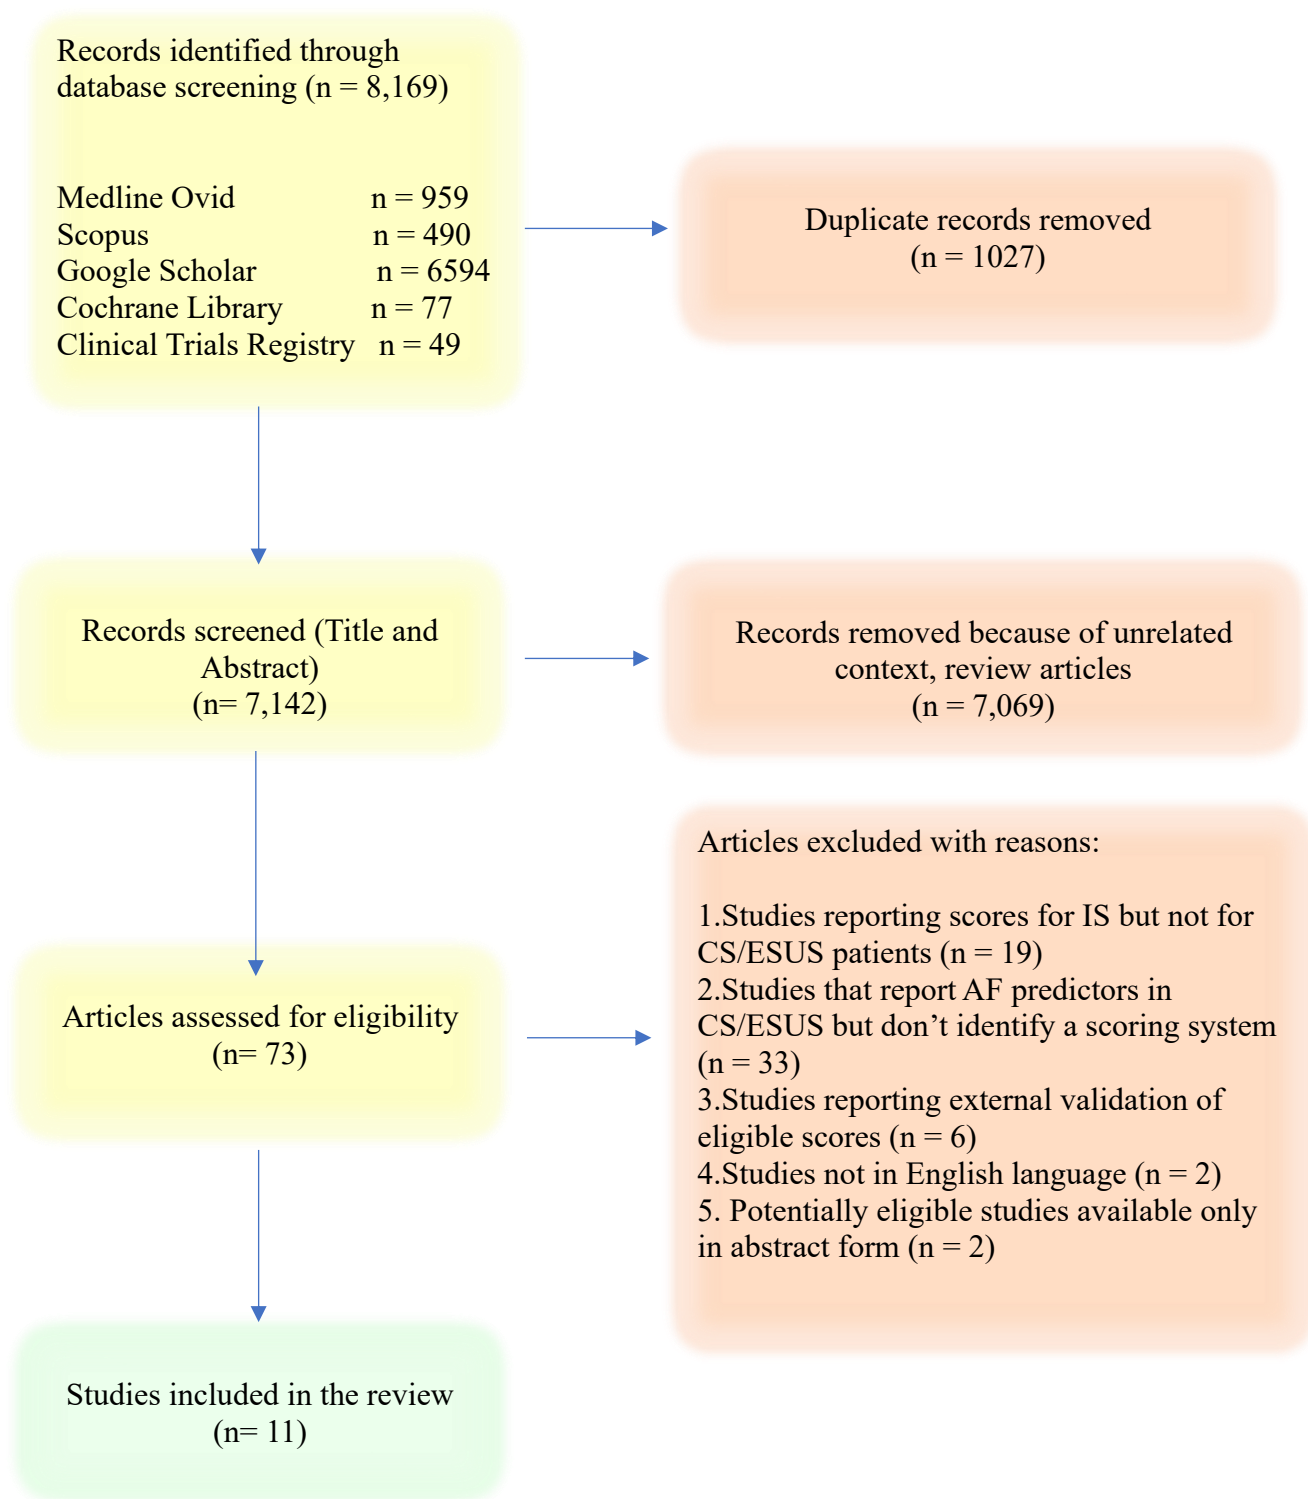 Records identified through
database screening (n = 8,169)
Medline Ovid n = 959
Scopus n = 490
Google Scholar n = 6594
Cochrane Library n = 77
Clinical Trials Registry n = 49
Duplicate records removed
(n = 1027)
Records screened (Title and
Abstract)
(n= 7,142)
Records removed because of unrelated
context, review articles
(n = 7,069)
Articles assessed for eligibility
(n= 73)
Articles excluded with reasons:
1.Studies reporting scores for IS but not for
CS/ESUS patients (n = 19)
2.Studies that report AF predictors in
CS/ESUS but don’t identify a scoring system
(n = 33)
3.Studies reporting external validation of
eligible scores (n = 6)
4.Studies not in English language (n = 2)
5. Potentially eligible studies available only
in abstract form (n = 2)
Studies included in the review
(n= 11)